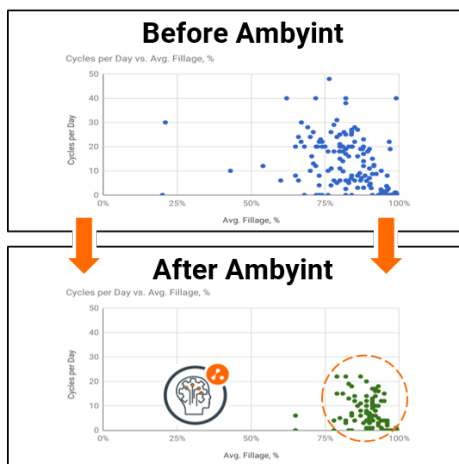 Before Ambyint
Cycles per Day vs. Avg. Fillage, %
Cycles per Day
50
40
30
20
10
0
0%
25%
50%
75%
100%
Avg. Fillage, %
After Ambyint
Cycles per Day vs. Avg. Fillage, %
Cycles per Day
50
40
30
20
10
0
0%
25%
50%
75%
100%
Avg. Fillage, %